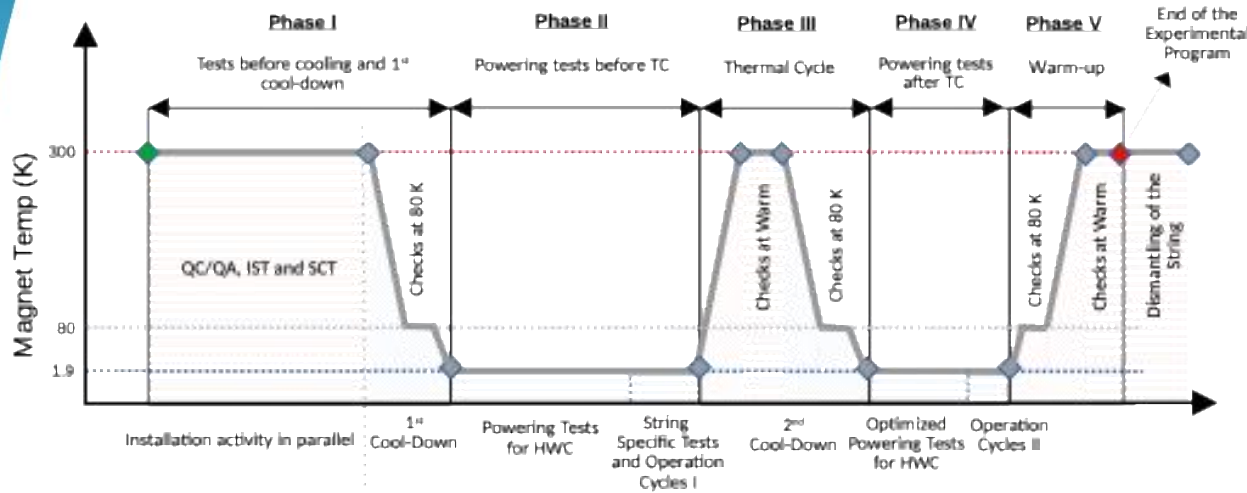 Phase I
Phase II
Phase III
Phase IV
Phase V
End of the
Experimental
Program
Tests before cooling and 1st
cool-down
Powering tests before TC
Thermal Cycle
Powering tests
after TC
Warm-up
Magnet Temp (K)
300
80
1.9
QC/QA, IST and SCT
Checks at 80 K
Checks at Warm
Checks at 80 K
Checks at 80 K
Checks at Warm
Dismantling of the
String
Installation activity in parallel
1st
Cool-Down
Powering Tests
for HWC
String
Specific Tests
and Operation
Cycles I
2nd
Cool-Down
Optimized
Powering Tests
for HWC
Operation
Cycles II